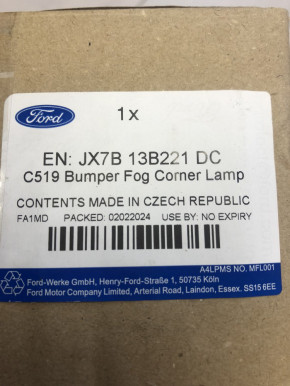 Ford
1x
EN: JX7B 13B221 DC
C519 Bumper Fog Corner Lamp
CONTENTS MADE IN CZECH REPUBLIC
FA1MD PACKED: 02022024 USE BY: NO EXPIRY
A4LPMS NO. MFL001
Ford-Werke GmbH, Henry-Ford-Straße 1, 50735 Köln
Ford Motor Company Limited, Arterial Road, Laindon, Essex. SS15 6EE